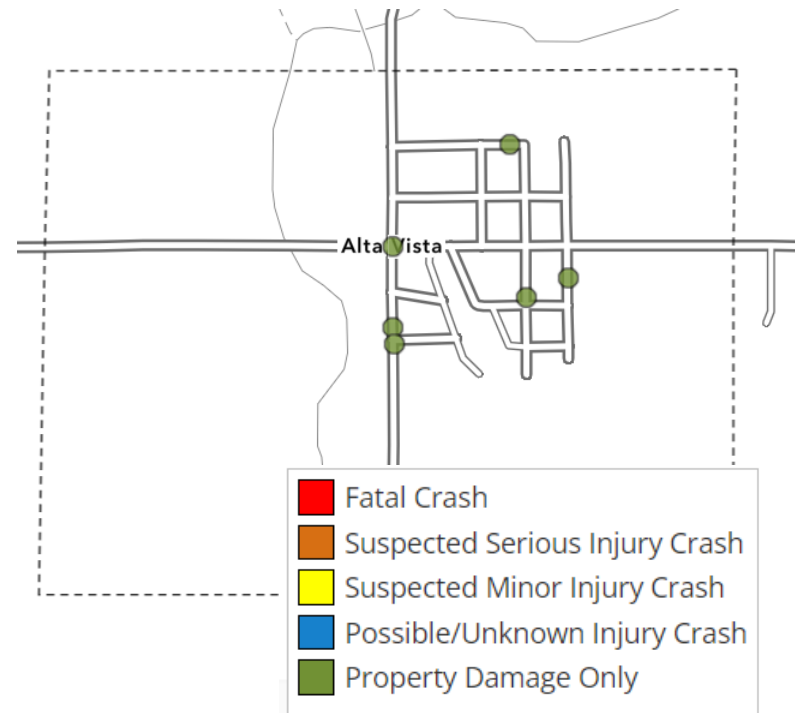 Alta Vista
Fatal Crash
Suspected Serious Injury Crash
Suspected Minor Injury Crash
Possible/Unknown Injury Crash
Property Damage Only